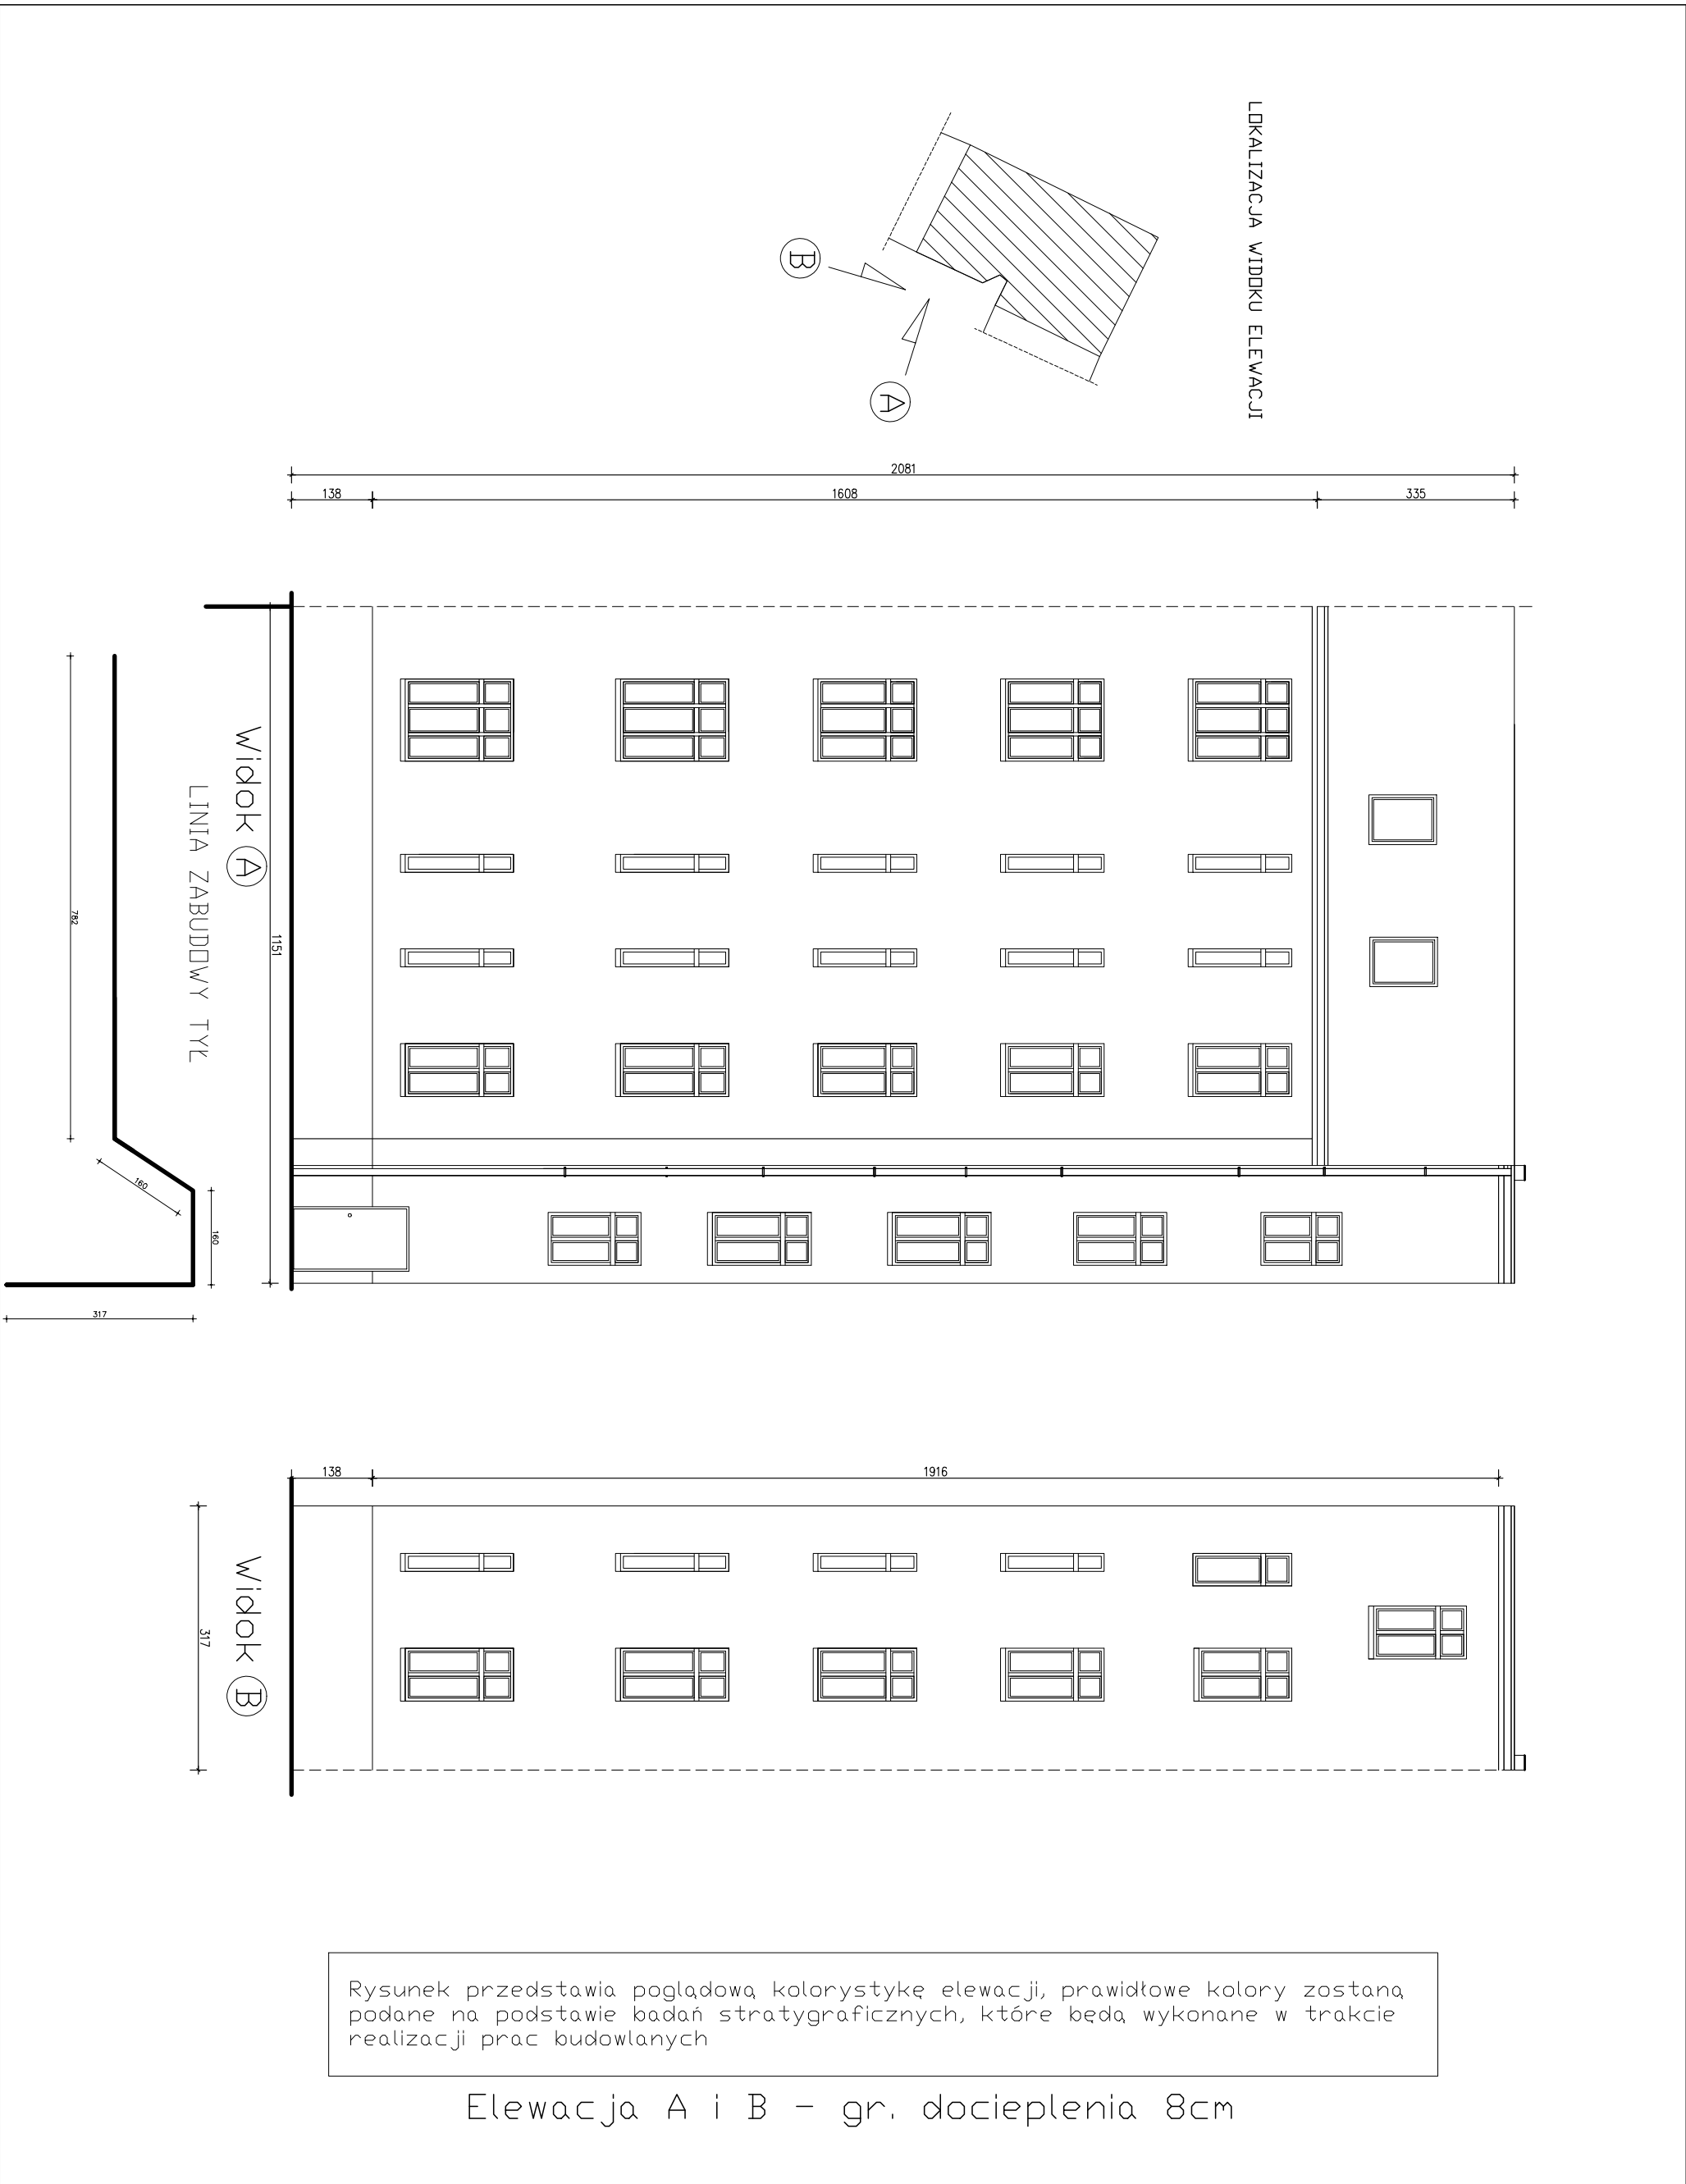 LOKALIZACJA WIDOKU ELEWACJI
B
A
2081
138
1608
335
1151
Widok A
LINIA ZABUDOWY TYŁ
782
160
160
317
138
1916
317
Widok B
Rysunek przedstawia poglądową kolorystykę elewacji, prawidłowe kolory zostaną
podane na podstawie badań stratygraficznych, które będą wykonane w trakcie
realizacji prac budowlanych
Elewacja A i B - gr. docieplenia 8cm